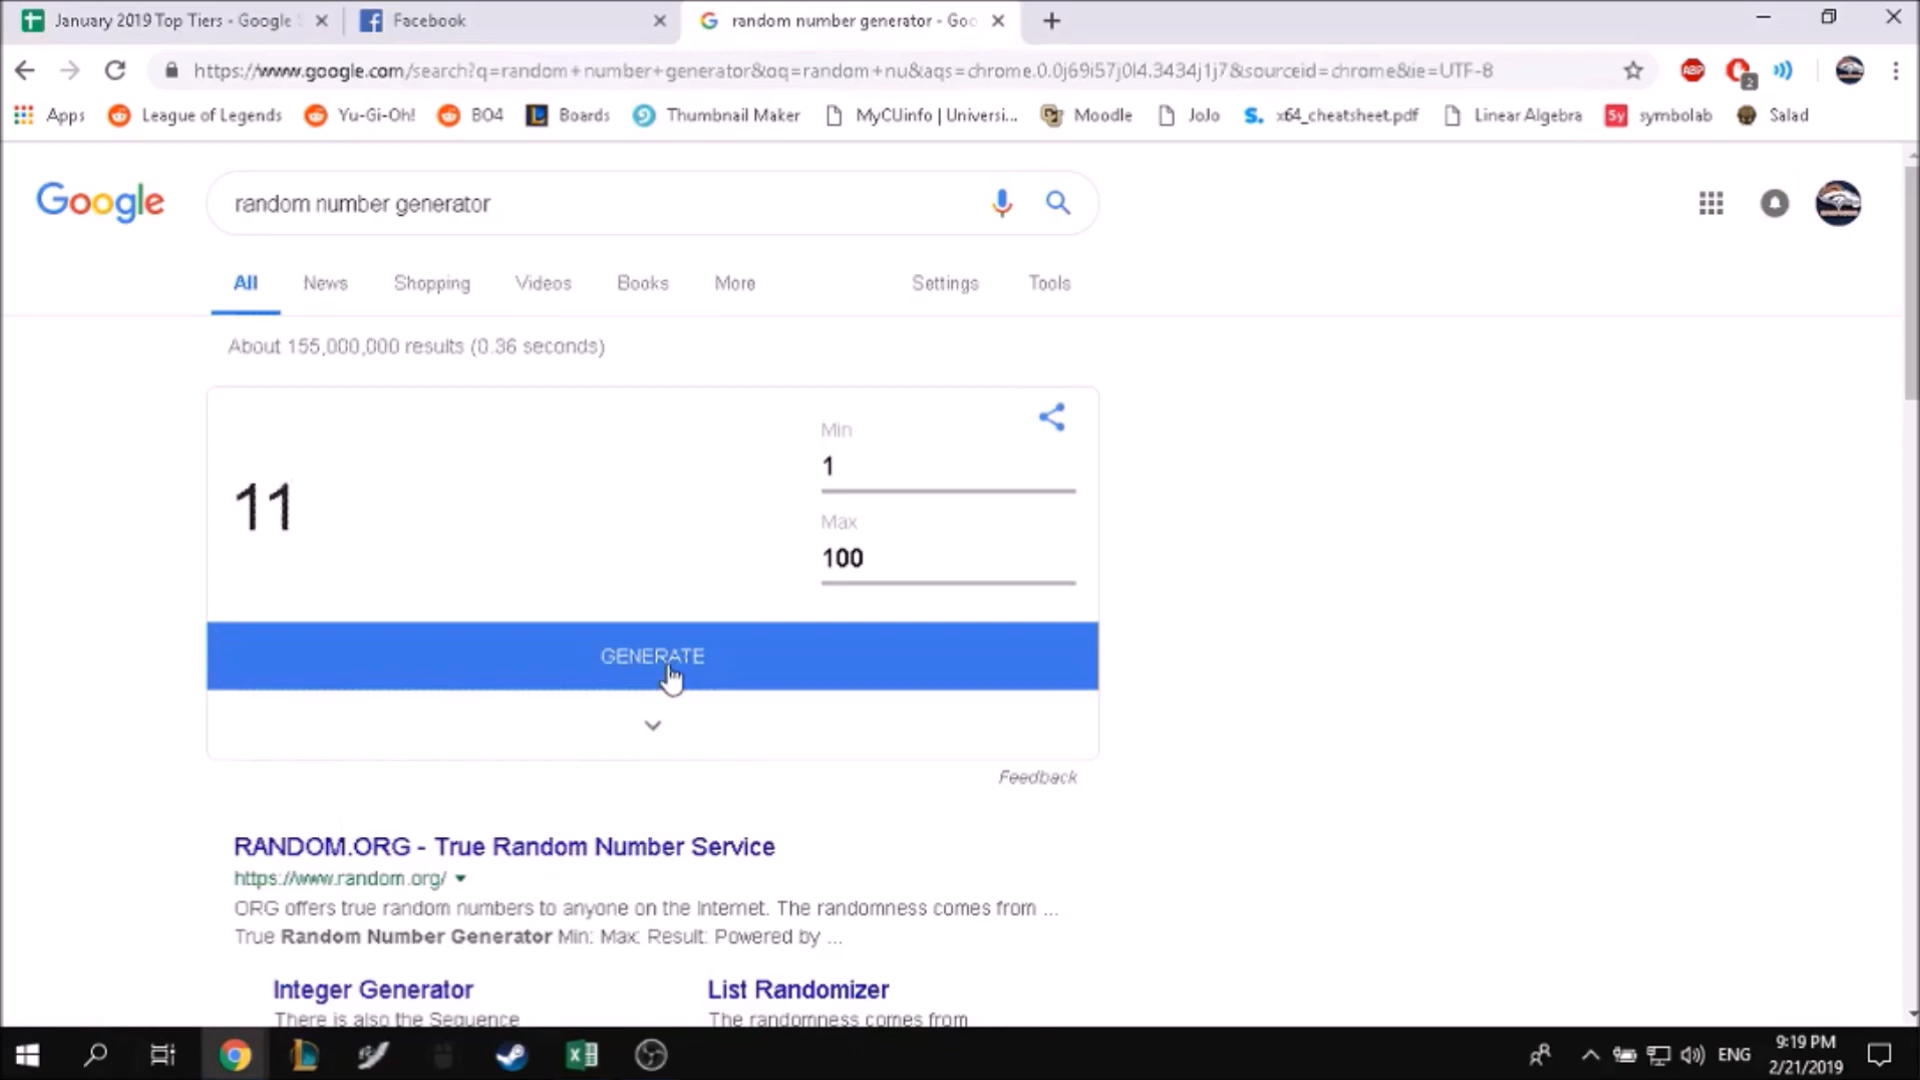 January 2019 Top Tiers - Google
Facebook
random number generator - Goo
https://www.google.com/search?q=random+number+generator&oq=random+nu&aqs=chrome.0.0j69i57j0l4.3434j1j7&sourceid=chrome&ie=UTF-8
ABP
2
Apps
League of Legends
Yu-Gi-Oh!
BO4
Boards
Thumbnail Maker
MyCUinfo | Universi...
Moodle
JoJo
S.
x64_cheatsheet.pdf
Linear Algebra
Sy
symbolab
Salad
Google
random number generator
All
News
Shopping
Videos
Books
More
Settings
Tools
About 155,000,000 results (0.36 seconds)
Min
1
11
Max
100
GENERATE
Feedback
RANDOM.ORG - True Random Number Service
https://www.random.org/
ORG offers true random numbers to anyone on the Internet. The randomness comes from ...
True Random Number Generator Min: Max: Result: Powered by ...
Integer Generator
List Randomizer
There is also the Sequence
The randomness comes from
ENG
9:19 PM
2/21/2019